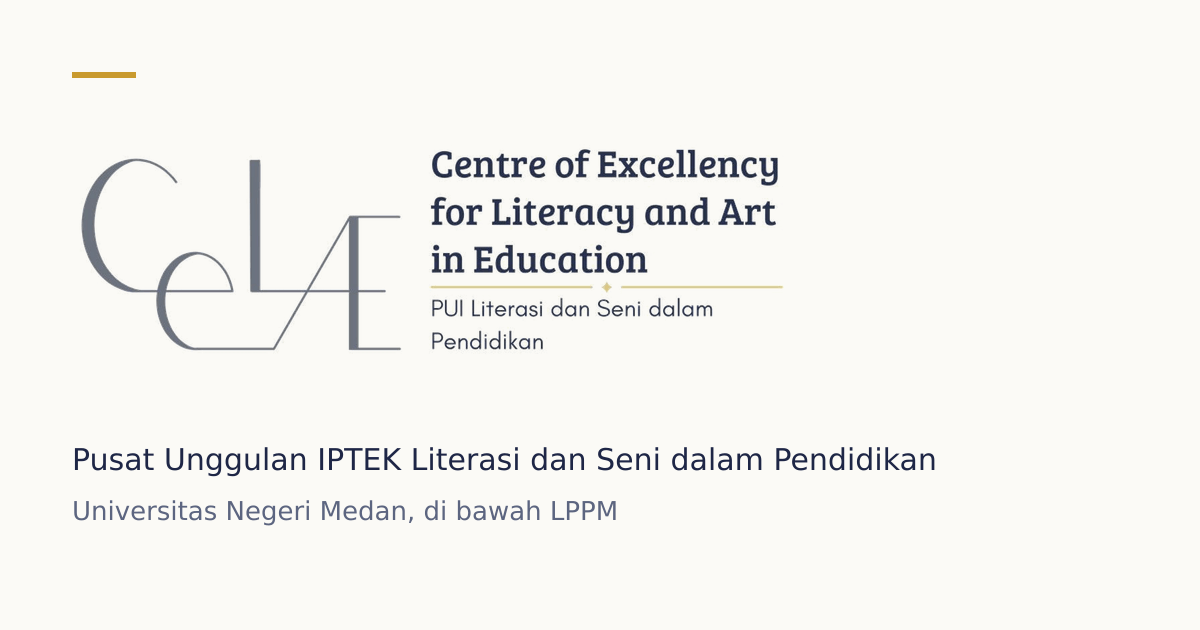 CeLAE
Centre of Excellency
for Literacy and Art
in Education
PUI Literasi dan Seni dalam
Pendidikan
Pusat Unggulan IPTEK Literasi dan Seni dalam Pendidikan
Universitas Negeri Medan, di bawah LPPM